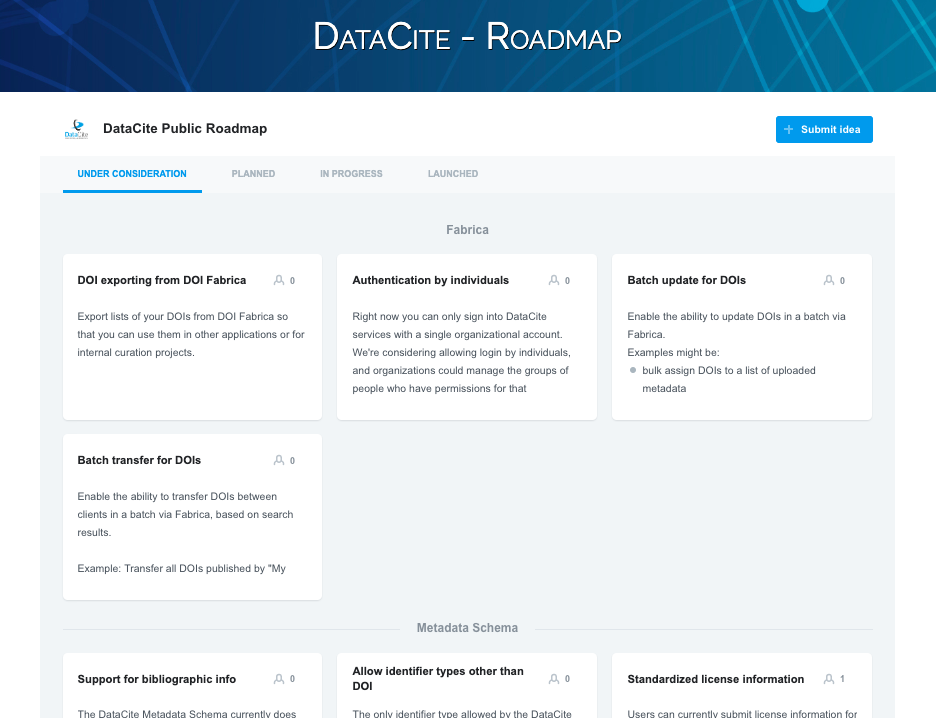 DataCite - Roadmap
DataCite
DataCite Public Roadmap
+ Submit idea
UNDER CONSIDERATION PLANNED IN PROGRESS LAUNCHED
Fabrica
DOI exporting from DOI Fabrica 0
Export lists of your DOIs from DOI Fabrica so
that you can use them in other applications or for
internal curation projects.
Authentication by individuals 0
Right now you can only sign into DataCite
services with a single organizational account.
We're considering allowing login by individuals,
and organizations could manage the groups of
people who have permissions for that
Batch update for DOIs 0
Enable the ability to update DOIs in a batch via
Fabrica.
Examples might be:
bulk assign DOIs to a list of uploaded
metadata
Batch transfer for DOIs 0
Enable the ability to transfer DOIs between
clients in a batch via Fabrica, based on search
results.
Example: Transfer all DOIs published by "My
Metadata Schema
Support for bibliographic info 0
The DataCite Metadata Schema currently does
Allow identifier types other than
DOI 0
The only identifier type allowed by the DataCite
Standardized license information 1
Users can currently submit license information for